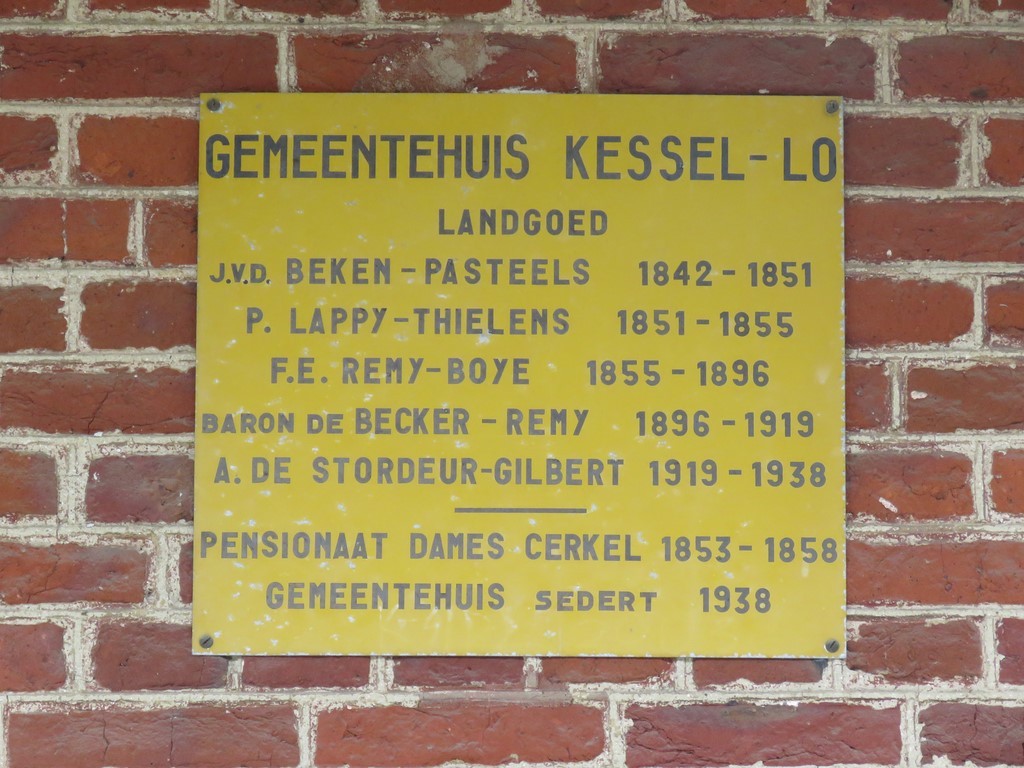 GEMEENTEHUIS KESSEL-LO
LANDGOED
J.V.D. BEKEN-PASTEELS 1842-1851
P. LAPPY-THIELENS 1851-1855
F.E. REMY-BOYE 1855-1896
BARON DE BECKER-REMY 1896-1919
A. DE STORDEUR-GILBERT 1919-1938
PENSIONAAT DAMES CERKEL 1853-1858
GEMEENTEHUIS SEDERT 1938